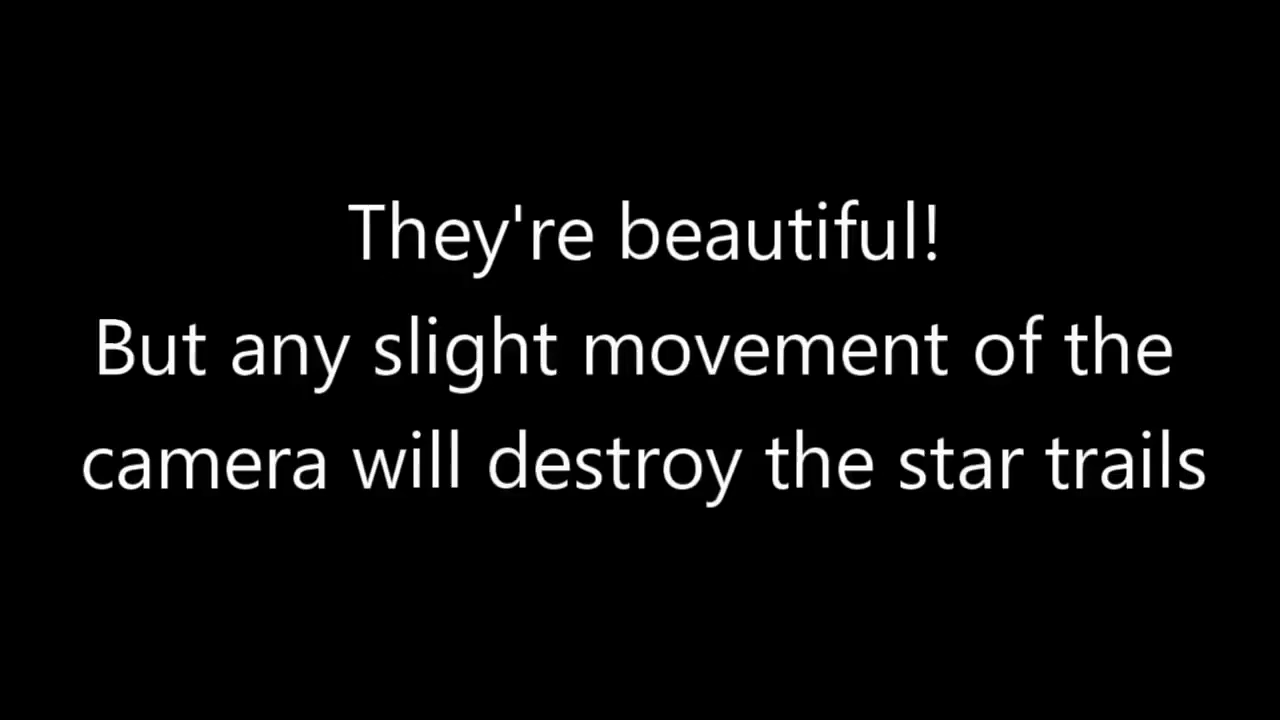 They're beautiful!
But any slight movement of the
camera will destroy the star trails